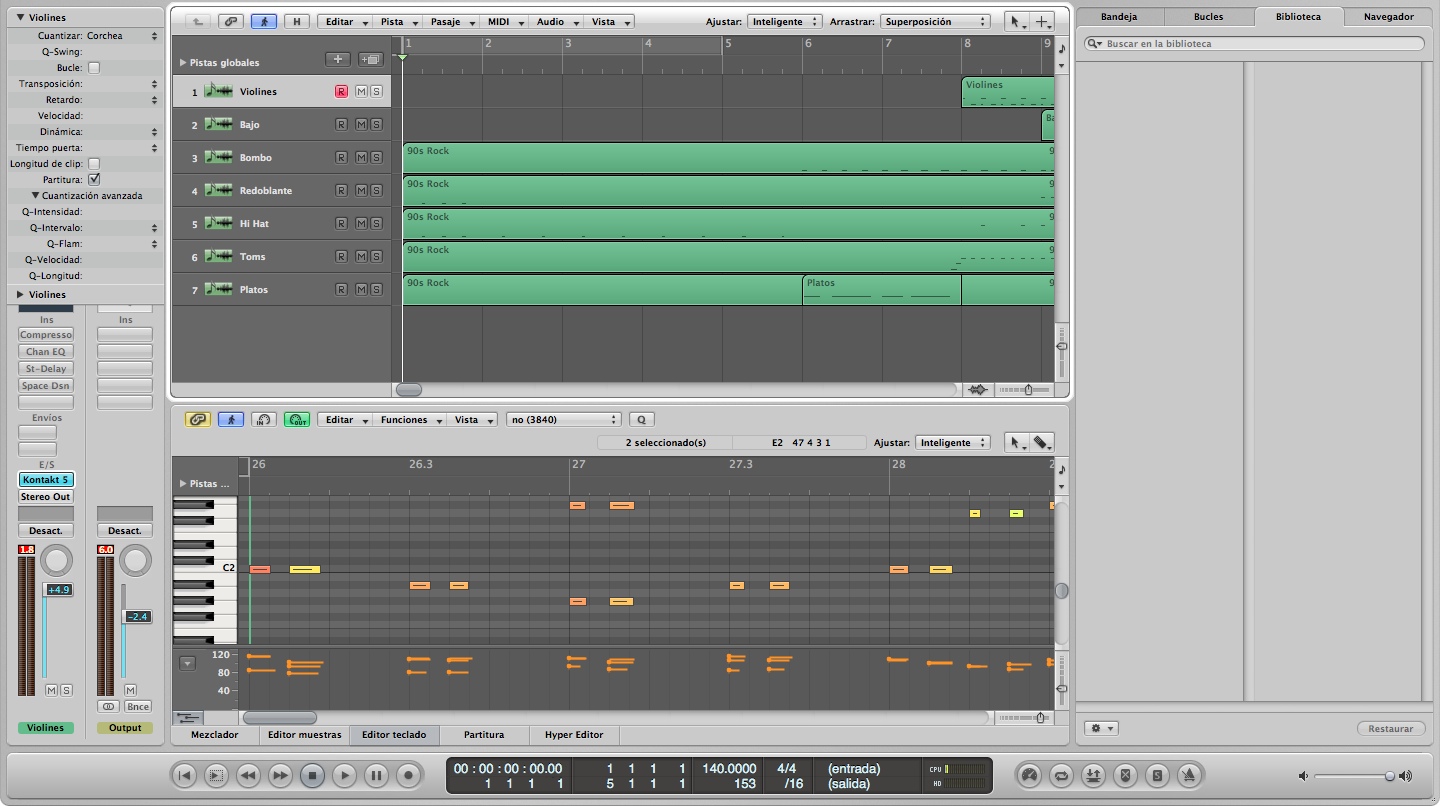 Violines
Cuantizar: Corchea
Q-Swing:
Bucle:
Transposición:
Retardo:
Velocidad:
Dinámica:
Tiempo puerta:
Longitud de clip:
Partitura:
Cuantización avanzada
Q-Intensidad:
Q-Intervalo:
Q-Flam:
Q-Velocidad:
Q-Longitud:
Violines
Ins Ins
Compresso
Chan EQ
St-Delay
Space Dsn
Envíos
E/S
Kontakt 5
Stereo Out
Desact. Desact.
1.8 6.0
+4.9
-2.4
M S M
Bnce
Violines Output
H Editar Pista Pasaje MIDI Audio Vista Ajustar: Inteligente Arrastrar: Superposición
1 2 3 4 5 6 7 8 9
Pistas globales
1 Violines R M S Violines
2 Bajo R M S Ba
3 Bombo R M S 90s Rock 9
4 Redoblante R M S 90s Rock 9
5 Hi Hat R M S 90s Rock 9
6 Toms R M S 90s Rock 9
7 Platos R M S 90s Rock Platos 9
IN OUT Editar Funciones Vista no (3840) Q
2 seleccionado(s) E2 47 4 3 1 Ajustar: Inteligente
26 26.3 27 27.3 28 2
Pistas ...
C2
120
80
40
Mezclador Editor muestras Editor teclado Partitura Hyper Editor
Bandeja Bucles Biblioteca Navegador
Buscar en la biblioteca
Restaurar
00 : 00 : 00 : 00.00 1 1 1 1 140.0000 4/4 (entrada) CPU
1 1 1 1 5 1 1 1 153 /16 (salida) HD
S